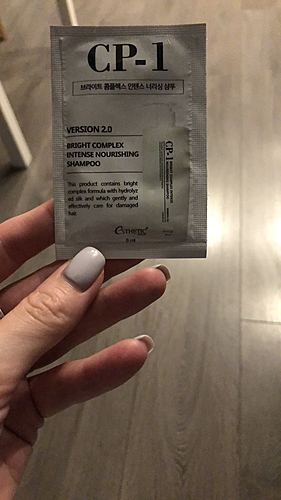 CP-1
브라이트 콤플렉스 인텐스 너리싱 샴푸
VERSION 2.0
BRIGHT COMPLEX
INTENSE NOURISHING
SHAMPOO
This product contains bright
complex formula with hydrolyz
ed silk and which gently and
effectively care for damaged
hair.
CP-1
ESTHETIC
8 ml